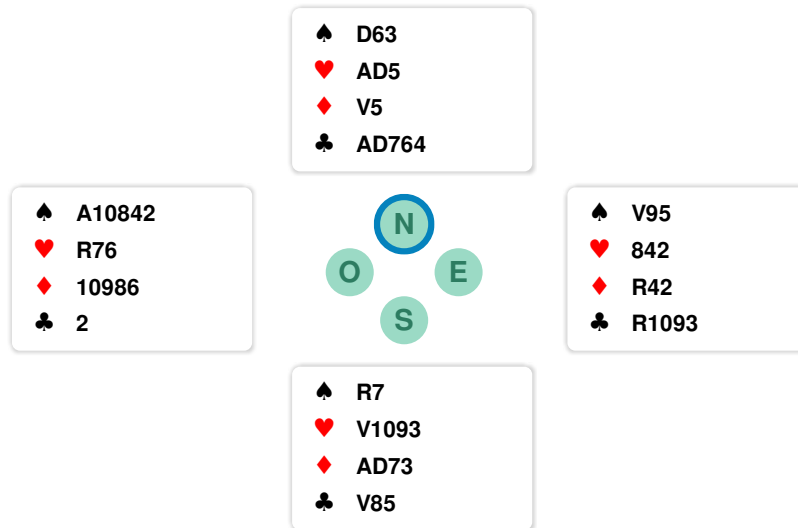 ♠ D63
♥ AD5
♦ V5
♣ AD764
♠ A10842
♥ R76
♦ 10986
♣ 2
N
O E
S
♠ V95
♥ 842
♦ R42
♣ R1093
♠ R7
♥ V1093
♦ AD73
♣ V85